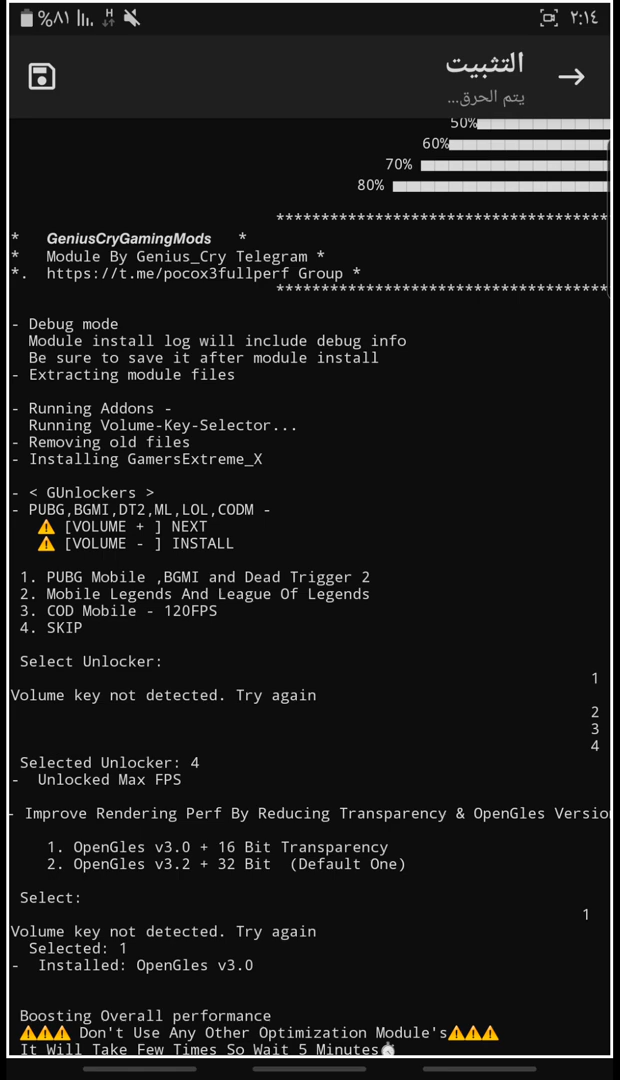 %٨١ H ٢:١٤
التثبيت
يتم الحرق...
50%
60%
70%
80%
*************************************
* GeniusCryGamingMods *
* Module By Genius_Cry Telegram *
*. https://t.me/pocox3fullperf Group *
*************************************
- Debug mode
Module install log will include debug info
Be sure to save it after module install
- Extracting module files
- Running Addons -
Running Volume-Key-Selector...
- Removing old files
- Installing GamersExtreme_X
- < GUnlockers >
- PUBG,BGMI,DT2,ML,LOL,CODM -
⚠️ [VOLUME + ] NEXT
⚠️ [VOLUME - ] INSTALL
1. PUBG Mobile ,BGMI and Dead Trigger 2
2. Mobile Legends And League Of Legends
3. COD Mobile - 120FPS
4. SKIP
Select Unlocker:
1
Volume key not detected. Try again
2
3
4
Selected Unlocker: 4
- Unlocked Max FPS
- Improve Rendering Perf By Reducing Transparency & OpenGles Versio
1. OpenGles v3.0 + 16 Bit Transparency
2. OpenGles v3.2 + 32 Bit (Default One)
Select:
1
Volume key not detected. Try again
Selected: 1
- Installed: OpenGles v3.0
Boosting Overall performance
⚠️⚠️⚠️ Don't Use Any Other Optimization Module's⚠️⚠️⚠️
It Will Take Few Times So Wait 5 Minutes⏱️